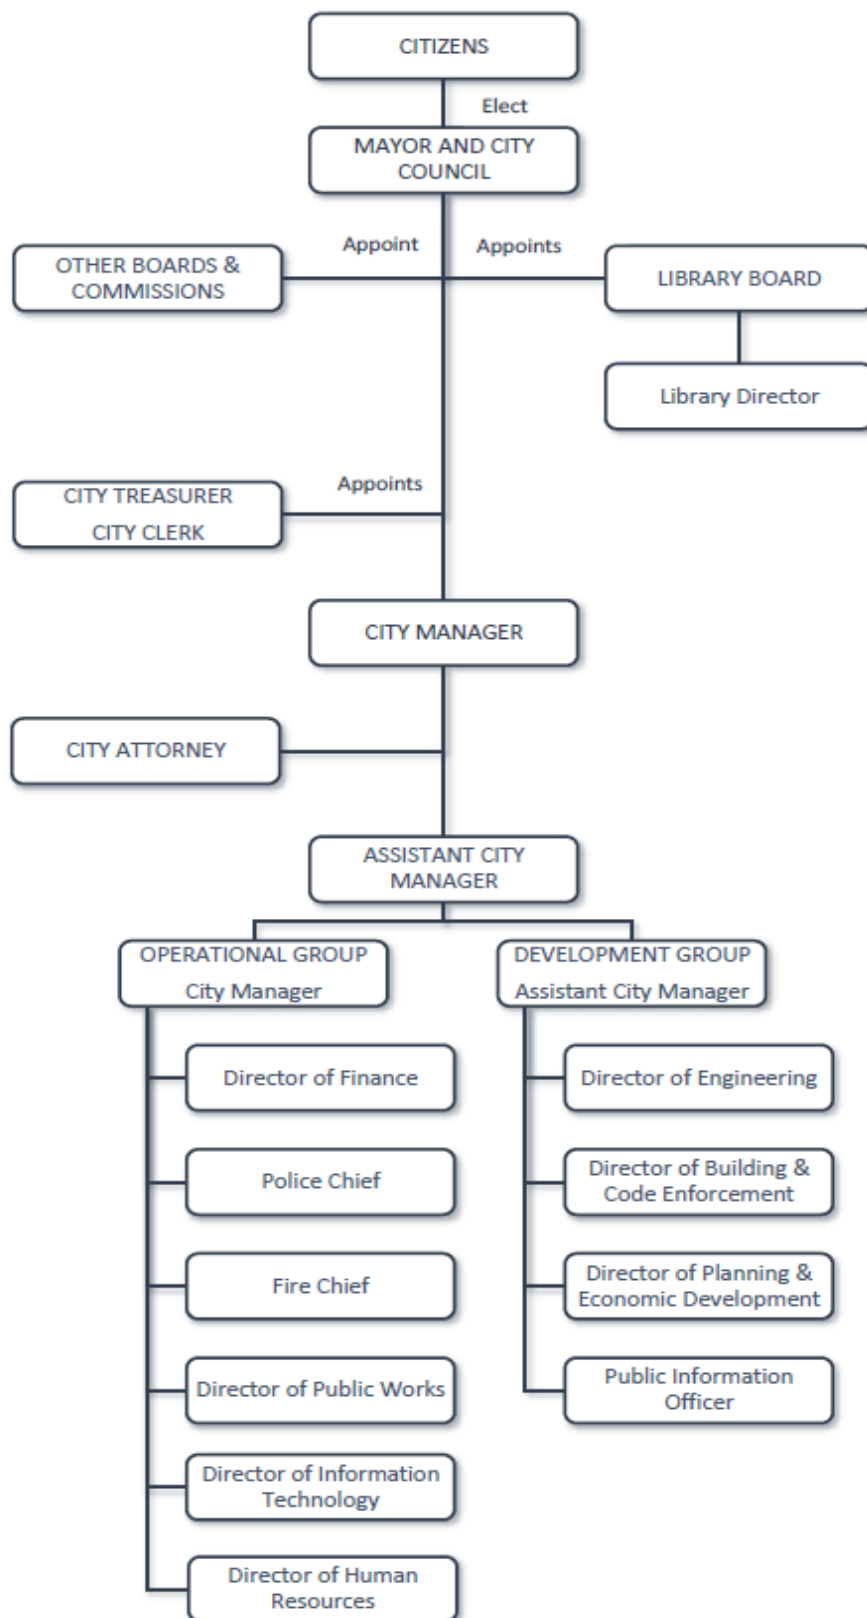 CITIZENS
Elect
MAYOR AND CITY
COUNCIL
Appoint
Appoints
OTHER BOARDS &
COMMISSIONS
LIBRARY BOARD
Library Director
Appoints
CITY TREASURER
CITY CLERK
CITY MANAGER
CITY ATTORNEY
ASSISTANT CITY
MANAGER
OPERATIONAL GROUP
City Manager
DEVELOPMENT GROUP
Assistant City Manager
Director of Finance
Police Chief
Fire Chief
Director of Public Works
Director of Information
Technology
Director of Human
Resources
Director of Engineering
Director of Building &
Code Enforcement
Director of Planning &
Economic Development
Public Information
Officer